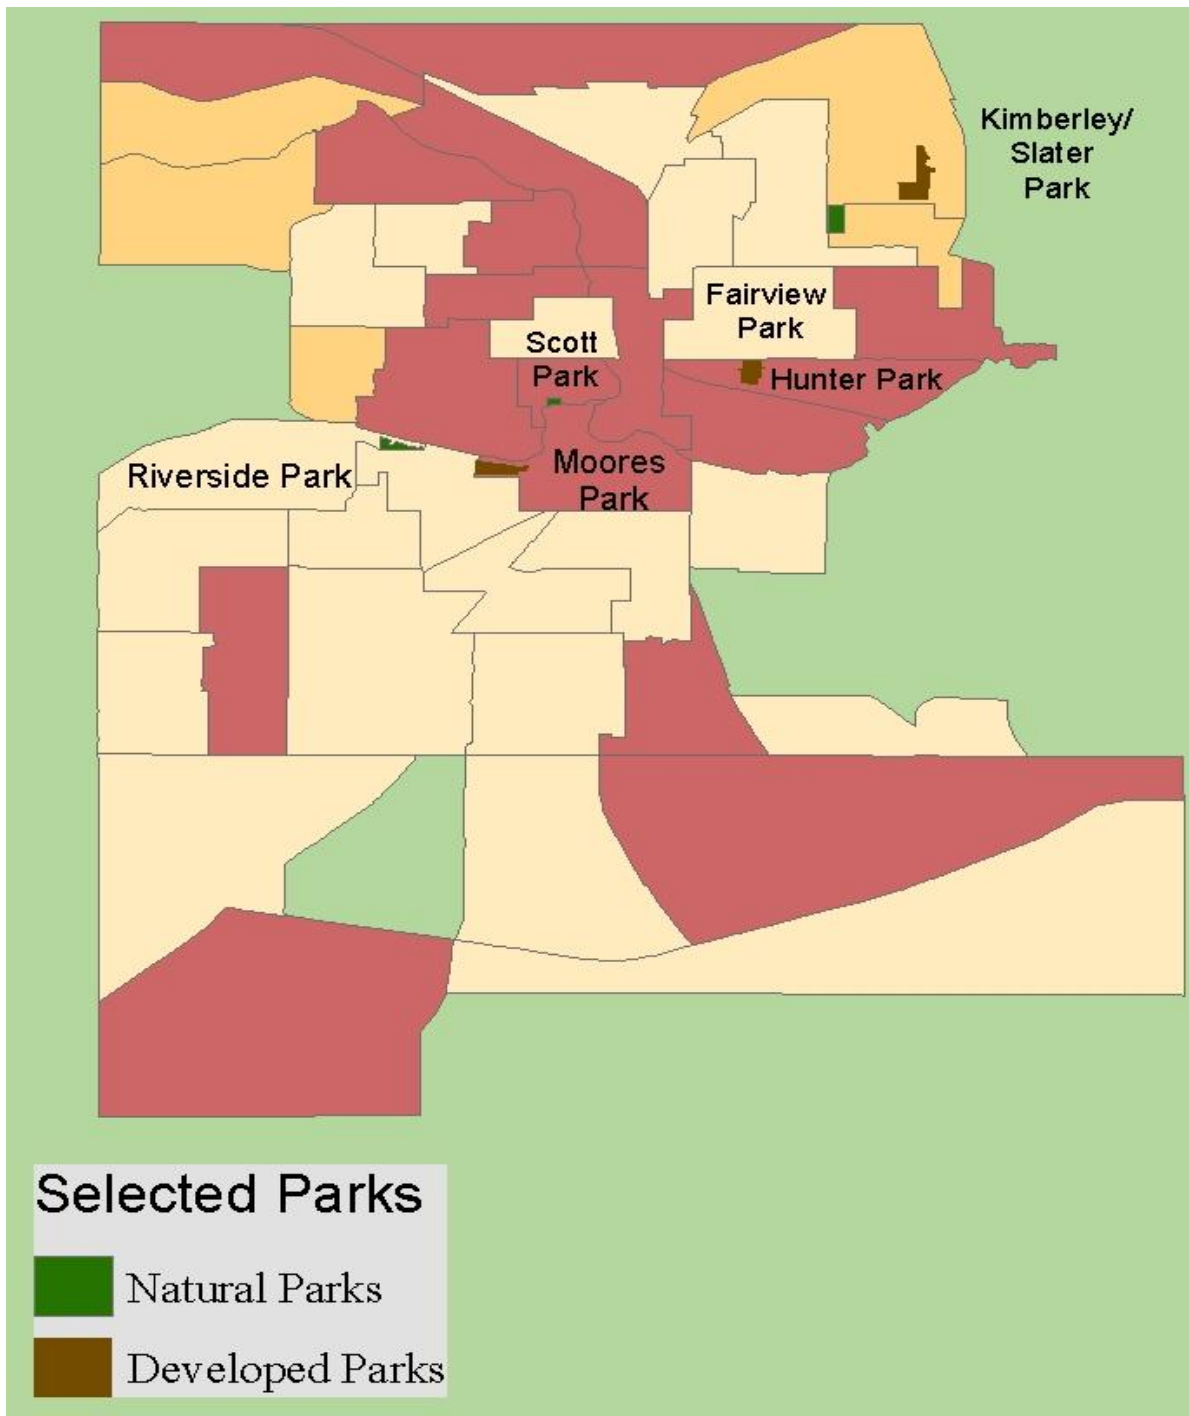 Kimberley/
Slater
Park
Fairview
Park
Scott
Park
Hunter Park
Riverside Park
Moores
Park
Selected Parks
Natural Parks
Developed Parks